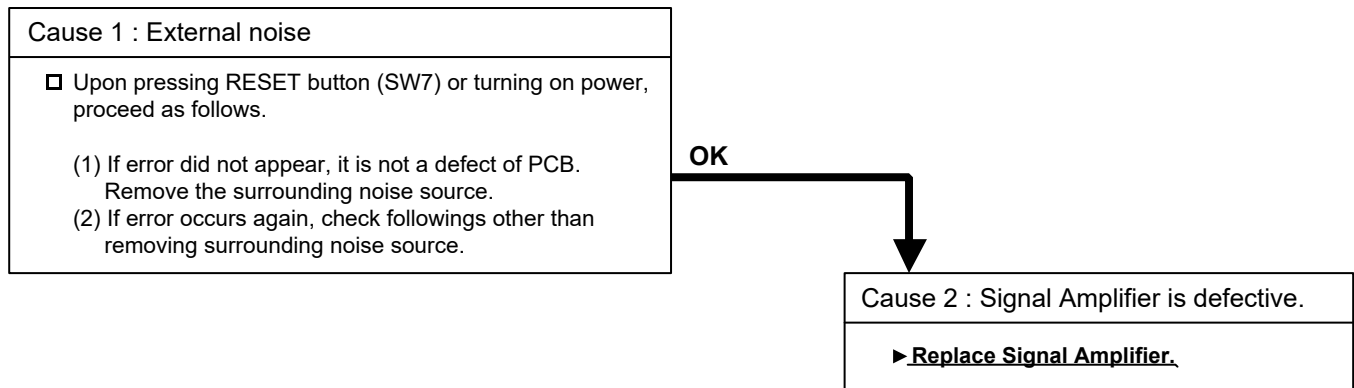 Cause 1 : External noise
Upon pressing RESET button (SW7) or turning on power,
proceed as follows.
(1) If error did not appear, it is not a defect of PCB.
Remove the surrounding noise source.
(2) If error occurs again, check followings other than
removing surrounding noise source.
OK
Cause 2 : Signal Amplifier is defective.
►Replace Signal Amplifier.